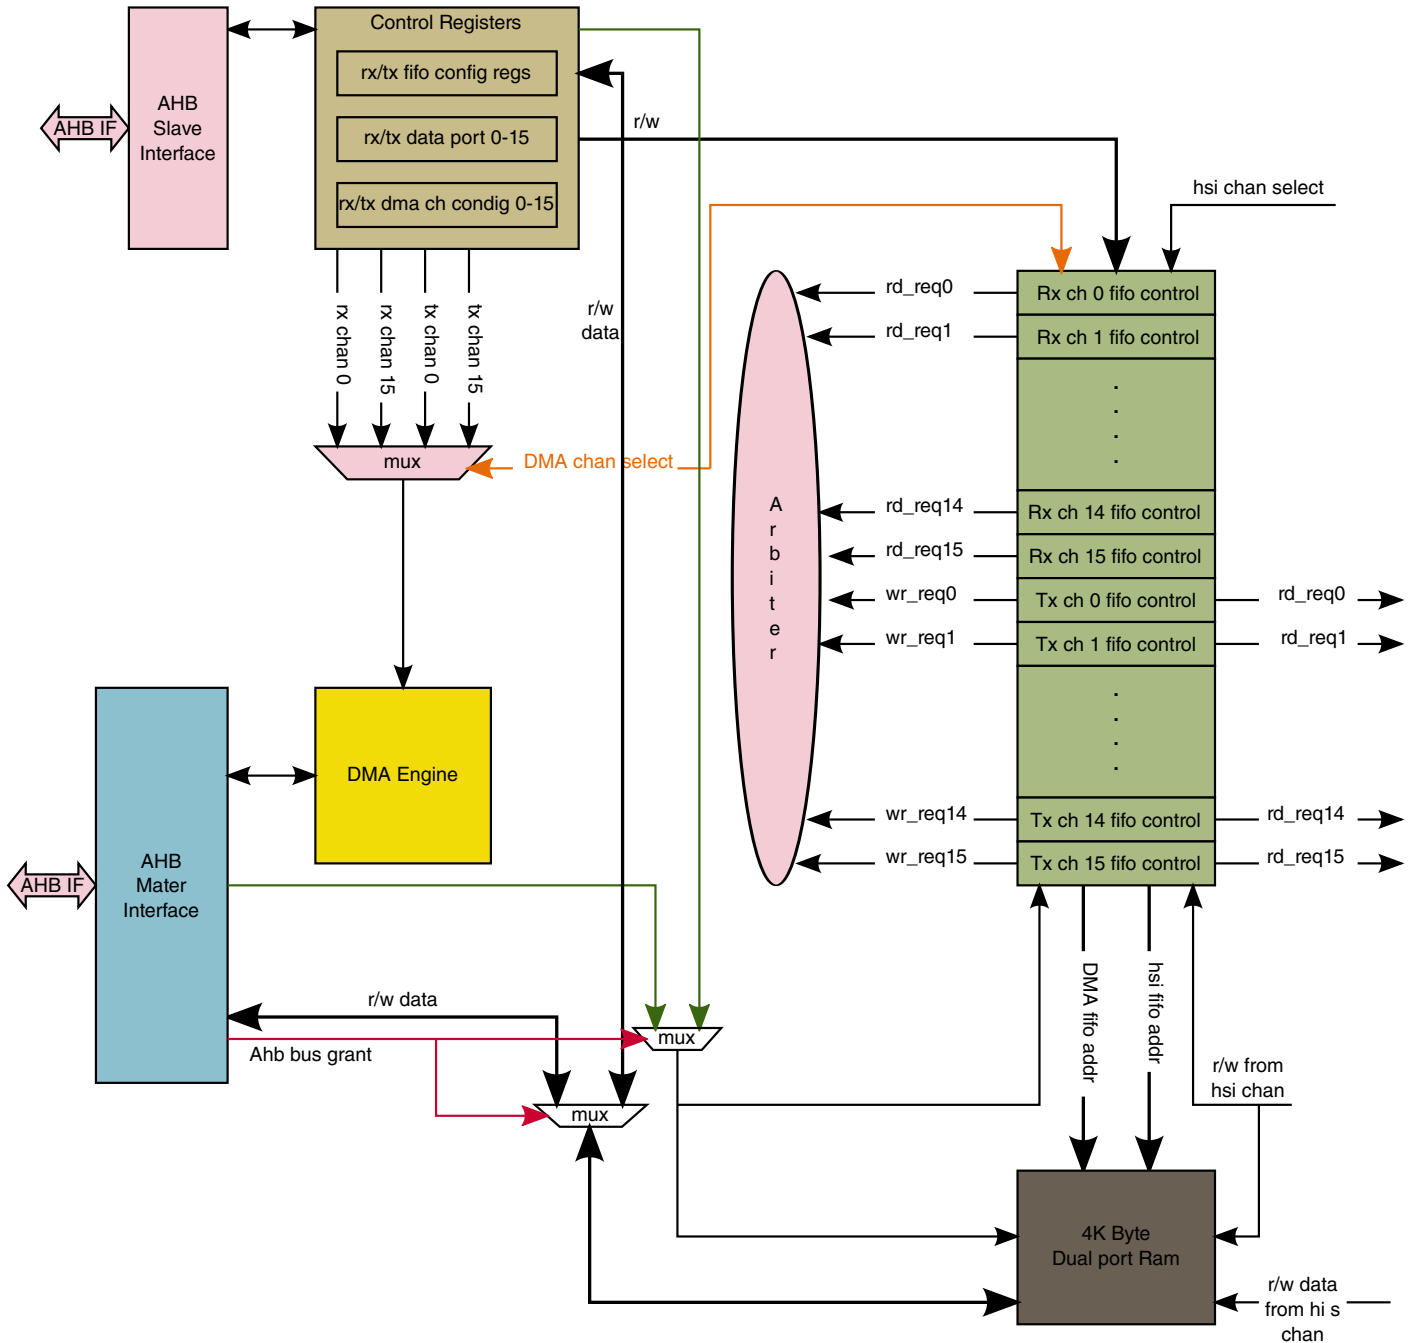 Control Registers
rx/tx fifo config regs
rx/tx data port 0-15
rx/tx dma ch condig 0-15
AHB IF
AHB
Slave
Interface
r/w
hsi chan select
rx chan 0
rx chan 15
tx chan 0
tx chan 15
r/w
data
mux
DMA chan select
Arbiter
rd_req0
rd_req1
rd_req14
rd_req15
wr_req0
wr_req1
wr_req14
wr_req15
Rx ch 0 fifo control
Rx ch 1 fifo control
.
.
.
.
Rx ch 14 fifo control
Rx ch 15 fifo control
Tx ch 0 fifo control
Tx ch 1 fifo control
.
.
.
.
Tx ch 14 fifo control
Tx ch 15 fifo control
rd_req0
rd_req1
rd_req14
rd_req15
DMA Engine
AHB IF
AHB
Mater
Interface
r/w data
Ahb bus grant
mux
mux
DMA fifo addr
hsi fifo addr
r/w from
hsi chan
4K Byte
Dual port Ram
r/w data
from hi s
chan